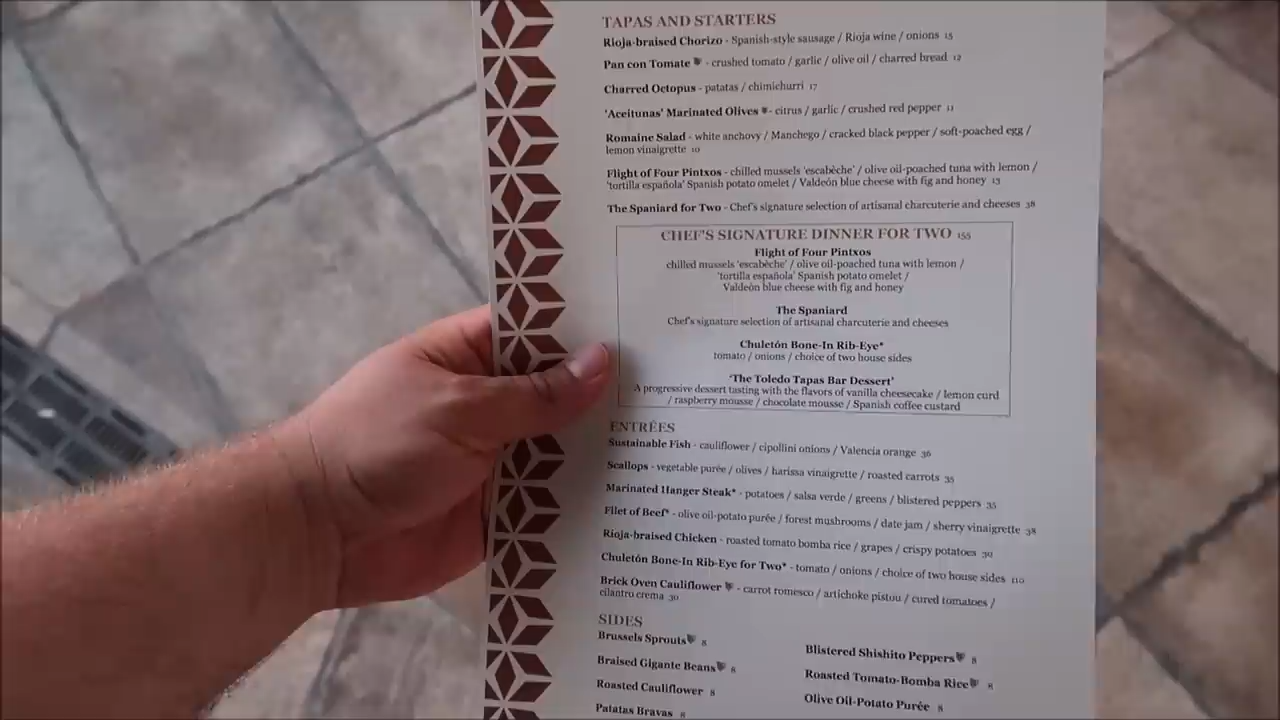 TAPAS AND STARTERS
Rioja-braised Chorizo - Spanish-style sausage / Rioja wine / onions 15
Pan con Tomate - crushed tomato / garlic / olive oil / charred bread 12
Charred Octopus - patatas / chimichurri 17
'Aceitunas' Marinated Olives - citrus / garlic / crushed red pepper 11
Romaine Salad - white anchovy / Manchego / cracked black pepper / soft-poached egg /
lemon vinaigrette 10
Flight of Four Pintxos - chilled mussels 'escabèche' / olive oil-poached tuna with lemon /
'tortilla española' Spanish potato omelet / Valdeón blue cheese with fig and honey 13
The Spaniard for Two - Chef's signature selection of artisanal charcuterie and cheeses 38
CHEF'S SIGNATURE DINNER FOR TWO 155
Flight of Four Pintxos
chilled mussels 'escabèche' / olive oil-poached tuna with lemon /
'tortilla española' Spanish potato omelet /
Valdeón blue cheese with fig and honey
The Spaniard
Chef's signature selection of artisanal charcuterie and cheeses
Chuletón Bone-In Rib-Eye*
tomato / onions / choice of two house sides
'The Toledo Tapas Bar Dessert'
A progressive dessert tasting with the flavors of vanilla cheesecake / lemon curd
/ raspberry mousse / chocolate mousse / Spanish coffee custard
ENTRÉES
Sustainable Fish - cauliflower / cipollini onions / Valencia orange 36
Scallops - vegetable purée / olives / harissa vinaigrette / roasted carrots 35
Marinated Hanger Steak* - potatoes / salsa verde / greens / blistered peppers 35
Filet of Beef* - olive oil-potato purée / forest mushrooms / date jam / sherry vinaigrette 38
Rioja-braised Chicken - roasted tomato bomba rice / grapes / crispy potatoes 30
Chuletón Bone-In Rib-Eye for Two* - tomato / onions / choice of two house sides 110
Brick Oven Cauliflower - carrot romesco / artichoke pistou / cured tomatoes /
cilantro crema 30
SIDES
Brussels Sprouts 8
Braised Gigante Beans 8
Roasted Cauliflower 8
Patatas Bravas 8
Blistered Shishito Peppers 8
Roasted Tomato-Bomba Rice 8
Olive Oil-Potato Purée 8